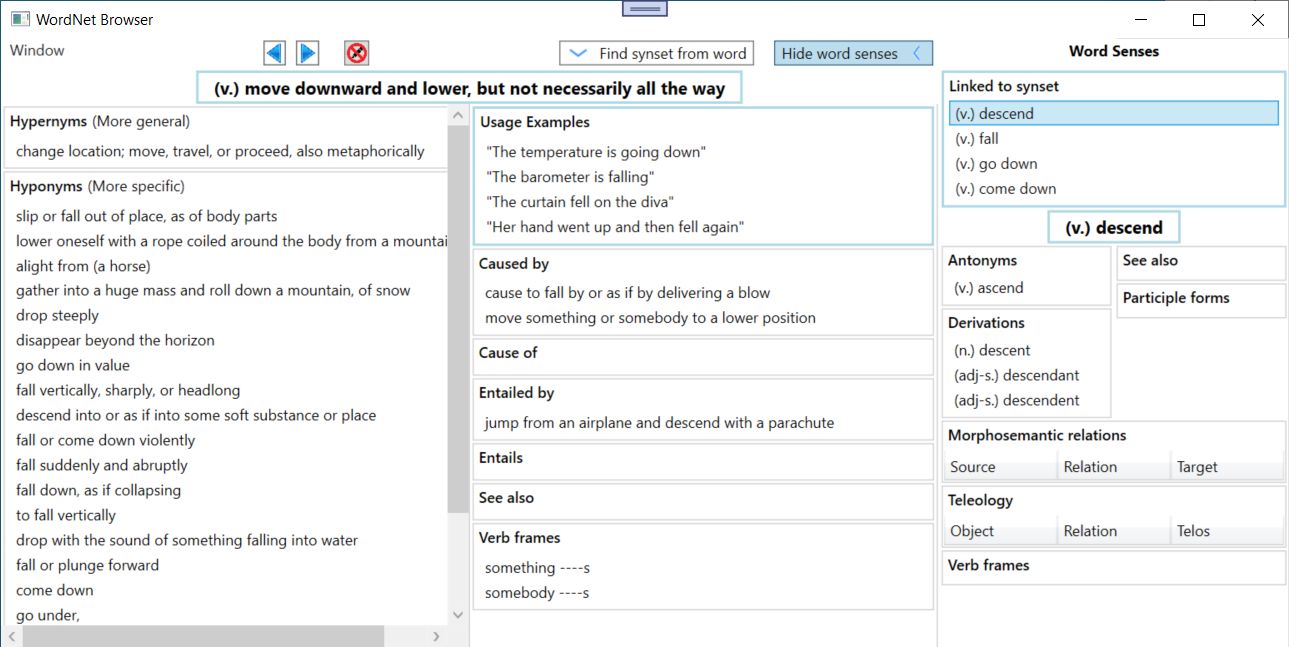 WordNet Browser
Window
Find synset from word
Hide word senses
Word Senses
(v.) move downward and lower, but not necessarily all the way
Hypernyms (More general)
change location; move, travel, or proceed, also metaphorically
Hyponyms (More specific)
slip or fall out of place, as of body parts
lower oneself with a rope coiled around the body from a mountai
alight from (a horse)
gather into a huge mass and roll down a mountain, of snow
drop steeply
disappear beyond the horizon
go down in value
fall vertically, sharply, or headlong
descend into or as if into some soft substance or place
fall or come down violently
fall suddenly and abruptly
fall down, as if collapsing
to fall vertically
drop with the sound of something falling into water
fall or plunge forward
come down
go under,
Usage Examples
"The temperature is going down"
"The barometer is falling"
"The curtain fell on the diva"
"Her hand went up and then fell again"
Caused by
cause to fall by or as if by delivering a blow
move something or somebody to a lower position
Cause of
Entailed by
jump from an airplane and descend with a parachute
Entails
See also
Verb frames
something ----s
somebody ----s
Linked to synset
(v.) descend
(v.) fall
(v.) go down
(v.) come down
(v.) descend
Antonyms
(v.) ascend
See also
Participle forms
Derivations
(n.) descent
(adj-s.) descendant
(adj-s.) descendent
Morphosemantic relations
Source Relation Target
Teleology
Object Relation Telos
Verb frames